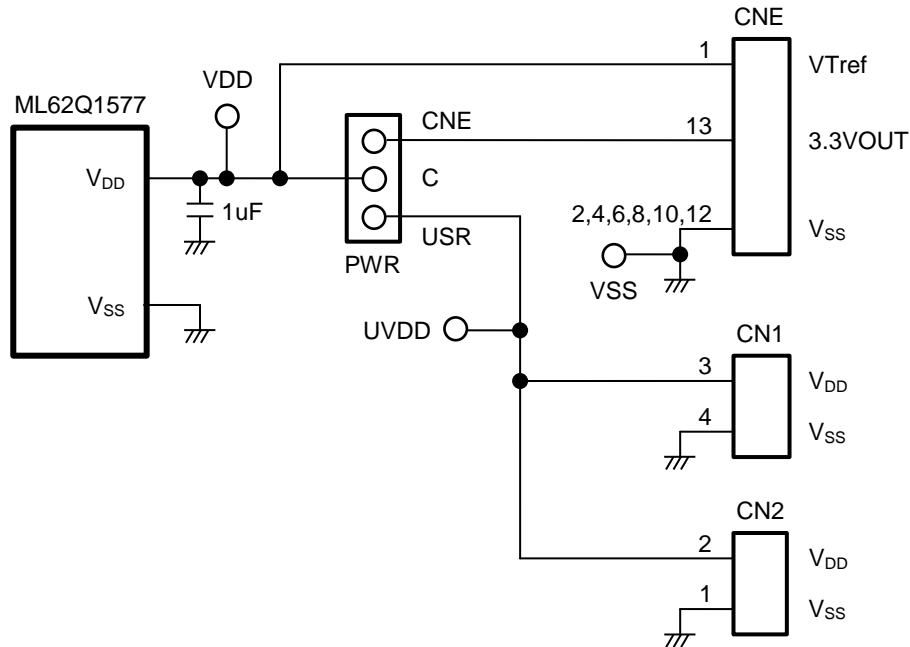 CNE
1
VTref
VDD
ML62Q1577
CNE
13
3.3VOUT
VDD
C
1uF
2,4,6,8,10,12
VSS
USR
PWR
VSS
VSS
UVDD
CN1
3
VDD
4
VSS
CN2
2
VDD
1
VSS